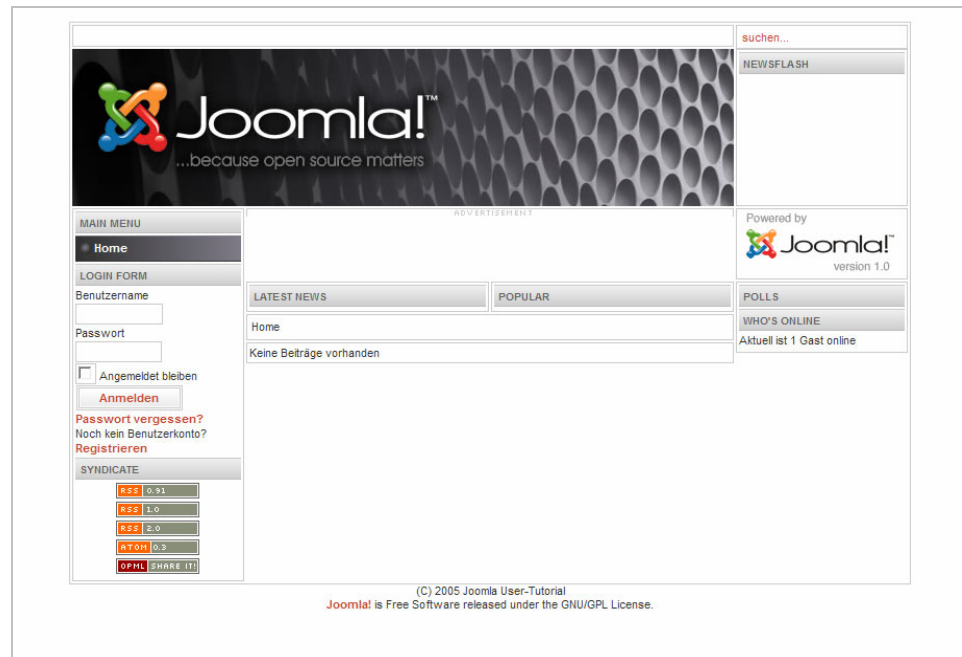 suchen...
Joomla!™
...because open source matters
NEWSFLASH
MAIN MENU
Home
LOGIN FORM
Benutzername
Passwort
Angemeldet bleiben
Anmelden
Passwort vergessen?
Noch kein Benutzerkonto?
Registrieren
SYNDICATE
RSS 0.91
RSS 1.0
RSS 2.0
ATOM 0.3
OPML SHARE IT!
ADVERTISEMENT
LATEST NEWS
POPULAR
Home
Keine Beiträge vorhanden
Powered by
Joomla!™
version 1.0
POLLS
WHO'S ONLINE
Aktuell ist 1 Gast online
(C) 2005 Joomla User-Tutorial
Joomla! is Free Software released under the GNU/GPL License.